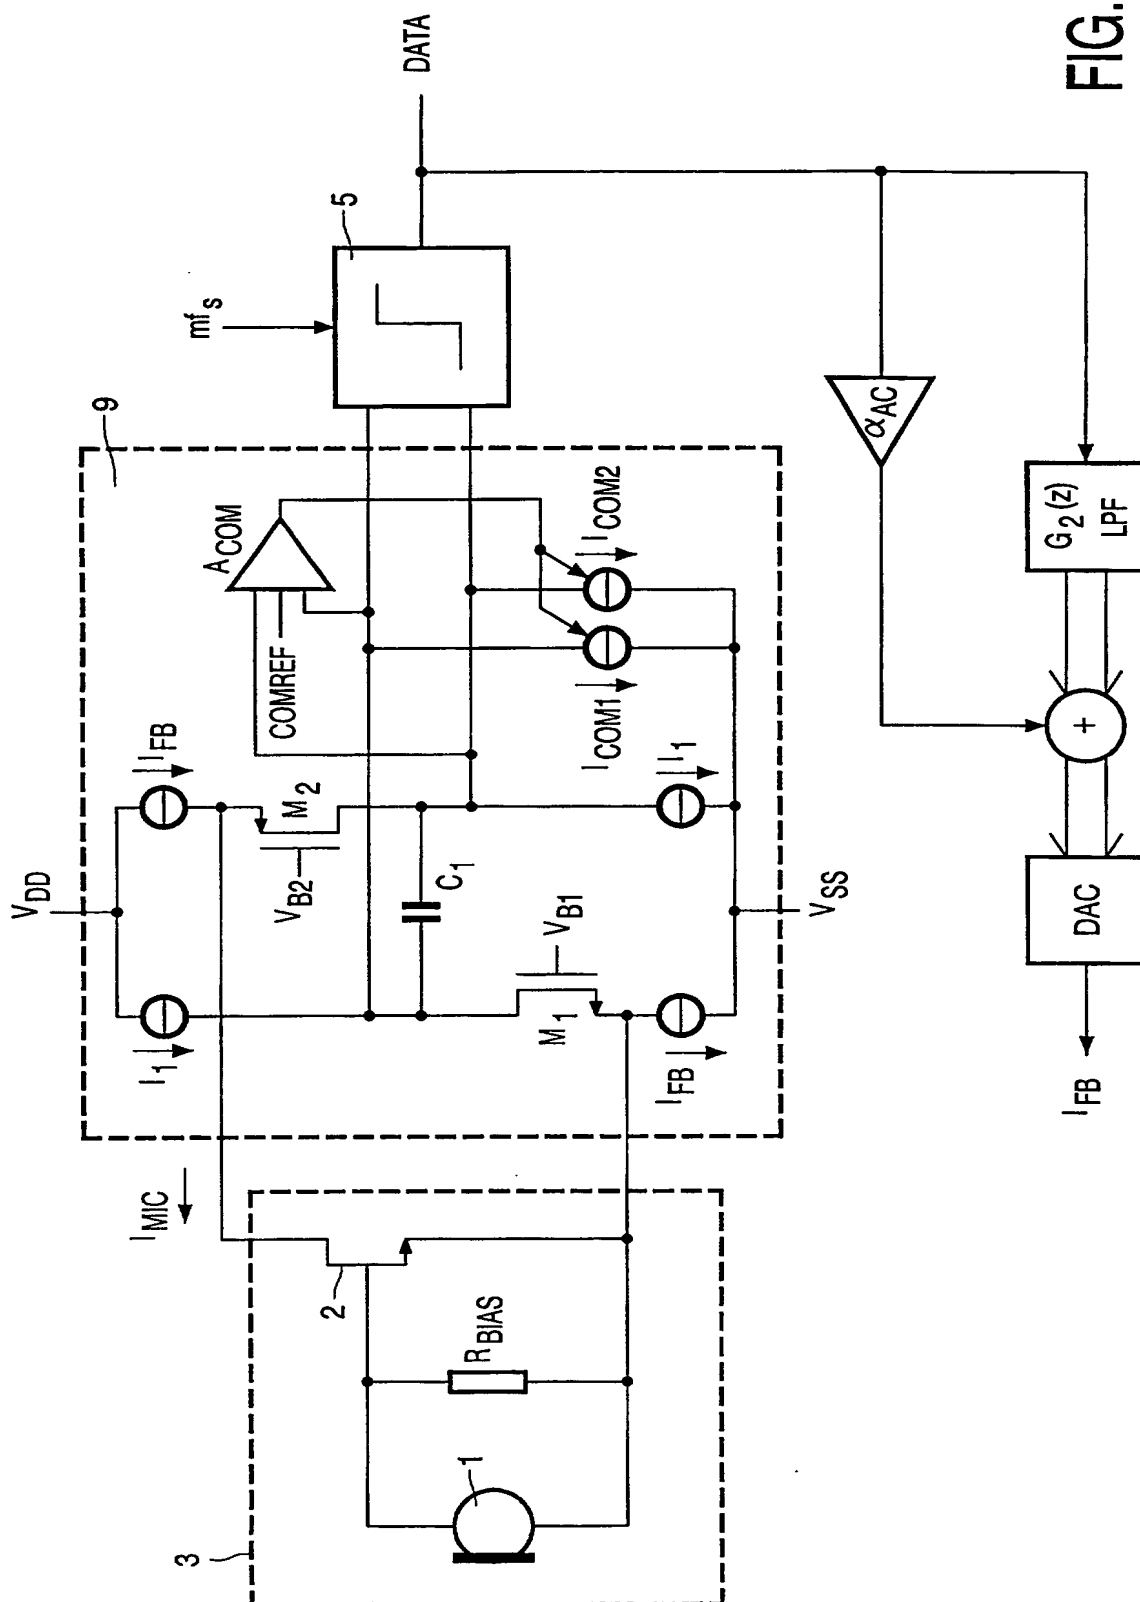 FIG.
DATA
5
mf_s
9
A_COM
COMREF
I_COM2
I_COM1
V_DD
I_FB
M_2
V_B2
C_1
I_1
I_1
V_B1
M_1
I_FB
V_SS
I_MIC
2
R_BIAS
1
3
α_AC
G_2(z)
LPF
+
DAC
I_FB